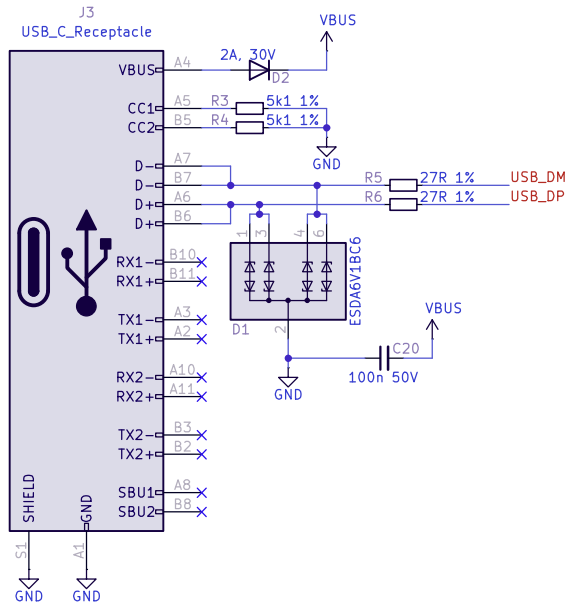 J3
USB_C_Receptacle
VBUS
A4
2A, 30V
D2
VBUS
CC1
A5
R3
5k1 1%
CC2
B5
R4
5k1 1%
GND
D-
A7
D-
B7
R5
27R 1%
USB_DM
D+
A6
R6
27R 1%
USB_DP
D+
B6
1
3
4
6
RX1-
B10
RX1+
B11
ESDA6V1BC6
TX1-
A3
TX1+
A2
D1
2
VBUS
C20
100n 50V
GND
RX2-
A10
RX2+
A11
TX2-
B3
TX2+
B2
SBU1
A8
SBU2
B8
SHIELD
GND
S1
A1
GND
GND